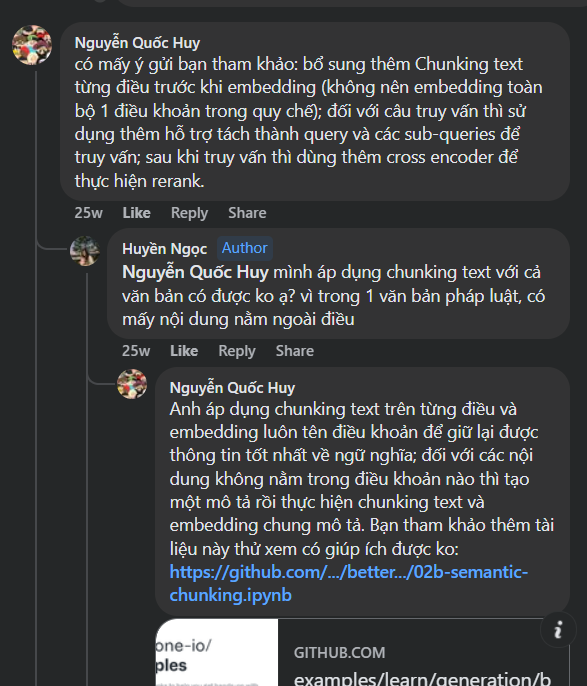 Nguyễn Quốc Huy
có mấy ý gửi bạn tham khảo: bổ sung thêm Chunking text
từng điều trước khi embedding (không nên embedding toàn
bộ 1 điều khoản trong quy chế); đối với câu truy vấn thì sử
dụng thêm hỗ trợ tách thành query và các sub-queries để
truy vấn; sau khi truy vấn thì dùng thêm cross encoder để
thực hiện rerank.
25w Like Reply Share
Huyền Ngọc Author
Nguyễn Quốc Huy mình áp dụng chunking text với cả
văn bản có được ko ạ? vì trong 1 văn bản pháp luật, có
mấy nội dung nằm ngoài điều
25w Like Reply Share
Nguyễn Quốc Huy
Anh áp dụng chunking text trên từng điều và
embedding luôn tên điều khoản để giữ lại được
thông tin tốt nhất về ngữ nghĩa; đối với các nội
dung không nằm trong điều khoản nào thì tạo
một mô tả rồi thực hiện chunking text và
embedding chung mô tả. Bạn tham khảo thêm tài
liệu này thử xem có giúp ích được ko:
https://github.com/.../better.../02b-semantic-
chunking.ipynb
one-io/
ples
GITHUB.COM
examples/learn/generation/b